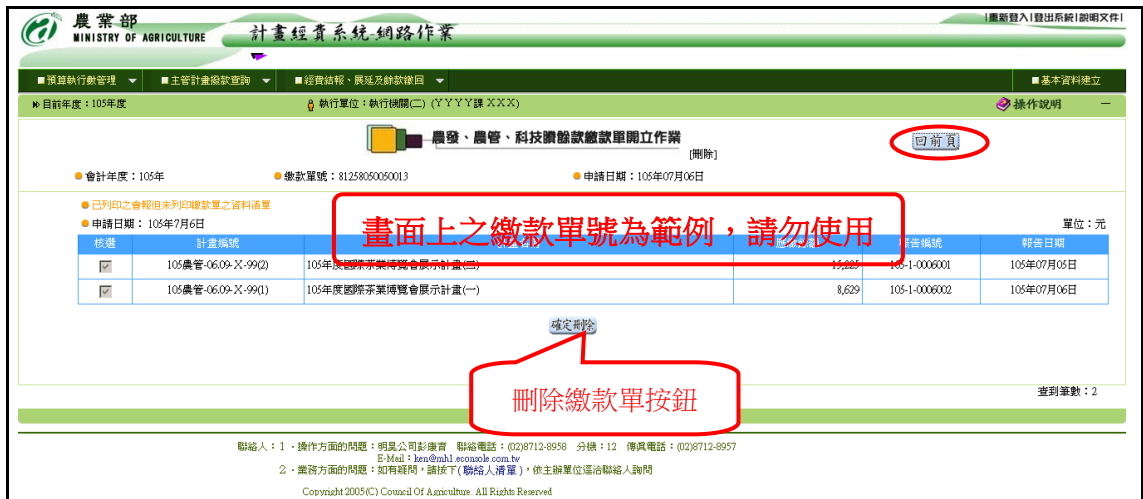 |重新登入|登出系統|說明文件|
農業部
MINISTRY OF AGRICULTURE
計畫經費系統-網路作業
■預算執行數管理 ■主管計畫撥款查詢 ■經費結報、展延及餘款繳回 ■基本資料建立
目前年度：105年度 執行單位：執行機關(二) (YYYY課 XXX) 操作說明
農發、農管、科技賸餘款繳款單開立作業
[刪除]
回前頁
會計年度：105年 繳款單號：81258050050013 申請日期：105年07月06日
已列印之會報但未列印繳款單之資料清單
申請日期： 105年7月6日 單位：元
畫面上之繳款單號為範例，請勿使用
核選 計畫編號 報告編號 報告日期
105農管-06.09-X-99(2) 105年度國際茶業博覽會展示計畫(二) 15,225 105-1-0006001 105年07月05日
105農管-06.09-X-99(1) 105年度國際茶業博覽會展示計畫(一) 8,629 105-1-0006002 105年07月06日
確定刪除
刪除繳款單按鈕
查到筆數：2
聯絡人：1．操作方面的問題：明昆公司彭康育 聯絡電話：(02)8712-8958 分機：12 傳真電話：(02)8712-8957
E-Mail：ken@mhl.econsole.com.tw
2．業務方面的問題：如有疑問，請按下(聯絡人清單)，依主辦單位逕洽聯絡人詢問
Copyright 2005(C) Council Of Agriculture. All Rights Reserved